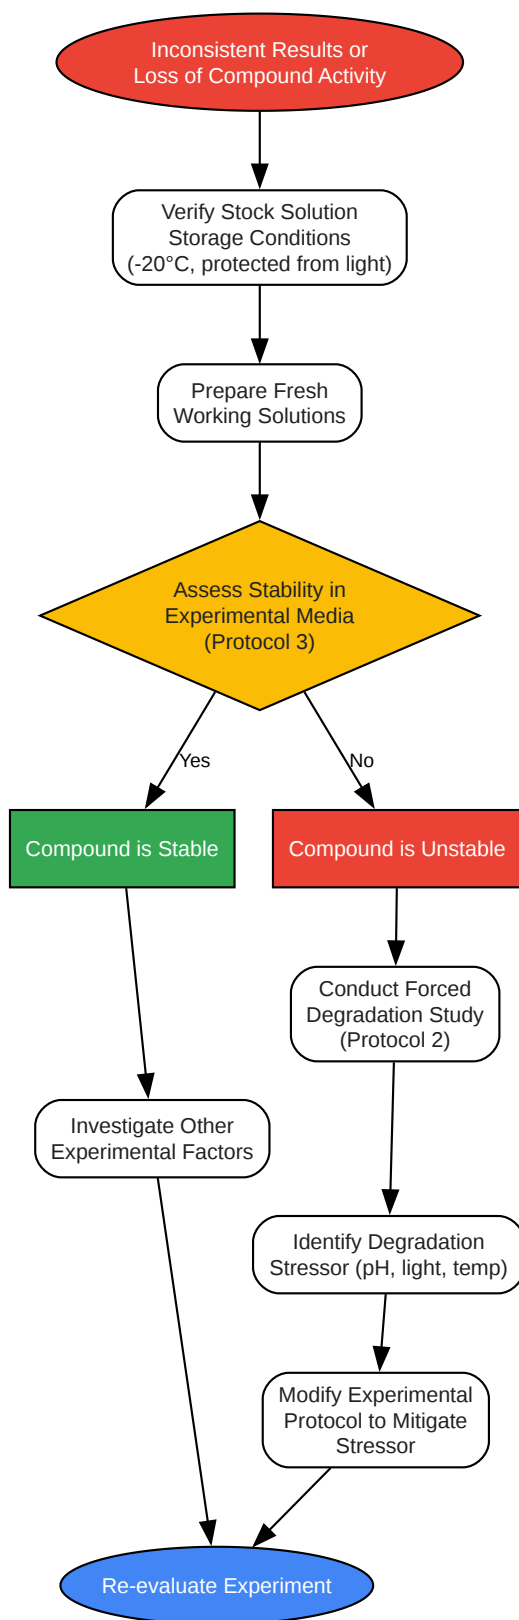 Inconsistent Results or
Loss of Compound Activity
Verify Stock Solution
Storage Conditions
(-20°C, protected from light)
Prepare Fresh
Working Solutions
Assess Stability in
Experimental Media
(Protocol 3)
Yes
No
Compound is Stable
Compound is Unstable
Conduct Forced
Degradation Study
(Protocol 2)
Investigate Other
Experimental Factors
Identify Degradation
Stressor (pH, light, temp)
Modify Experimental
Protocol to Mitigate
Stressor
Re-evaluate Experiment